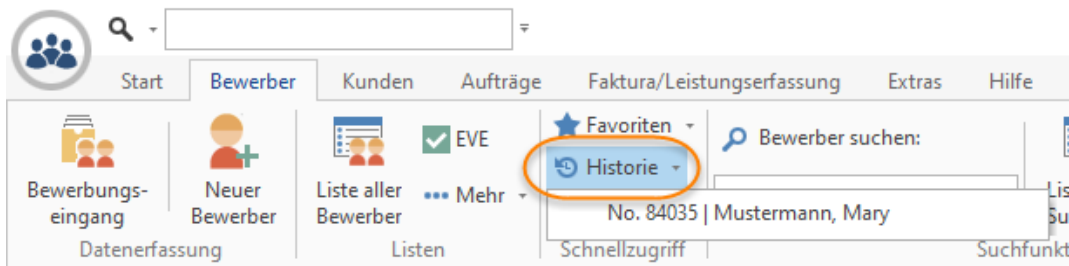 Start Bewerber Kunden Aufträge Faktura/Leistungserfassung Extras Hilfe
Favoriten
EVE
Bewerber suchen:
Historie
Bewerbungs-
eingang
Neuer
Bewerber
Liste aller
Bewerber
Mehr
No. 84035 | Mustermann, Mary
Datenerfassung
Listen
Schnellzugriff